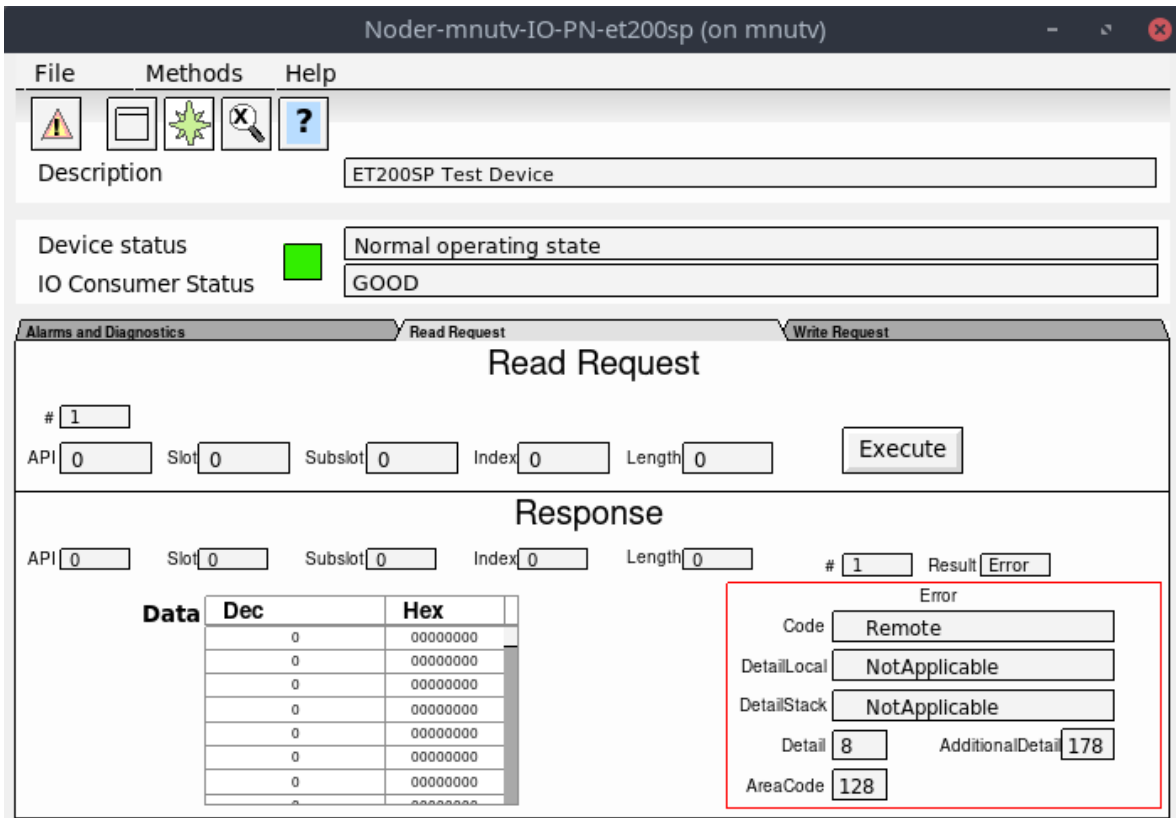 Noder-mnutv-IO-PN-et200sp (on mnutv)
File Methods Help
X ?
Description ET200SP Test Device
Device status Normal operating state
IO Consumer Status GOOD
Alarms and Diagnostics Read Request Write Request
Read Request
# 1
API 0 Slot 0 Subslot 0 Index 0 Length 0 Execute
Response
API 0 Slot 0 Subslot 0 Index 0 Length 0 # 1 Result Error
Error
Data Dec Hex
Code Remote
0 00000000
0 00000000
DetailLocal NotApplicable
0 00000000
0 00000000
DetailStack NotApplicable
0 00000000
Detail 8 AdditionalDetail 178
0 00000000
0 00000000
AreaCode 128
0 00000000